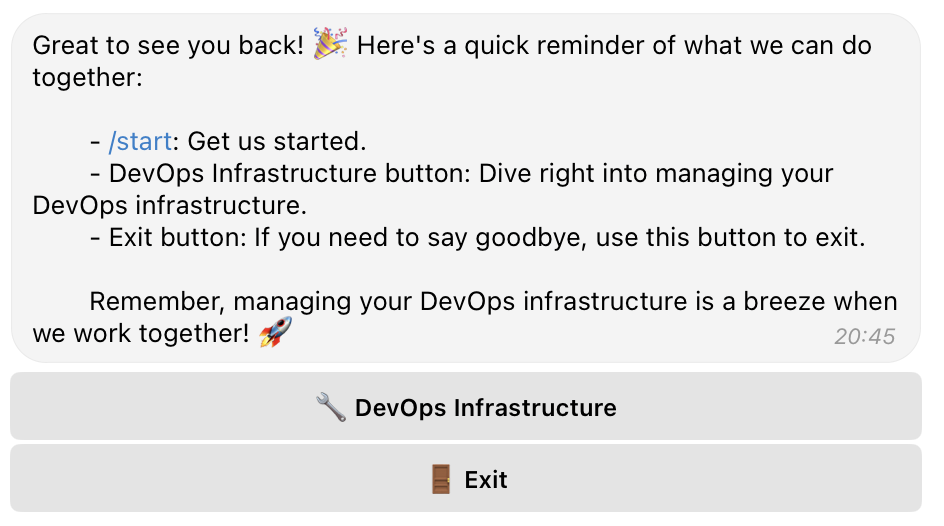 Great to see you back! 🎉 Here's a quick reminder of what we can do
together:
- /start: Get us started.
- DevOps Infrastructure button: Dive right into managing your
DevOps infrastructure.
- Exit button: If you need to say goodbye, use this button to exit.
Remember, managing your DevOps infrastructure is a breeze when
we work together! 🚀
20:45
🔧 DevOps Infrastructure
🚪 Exit